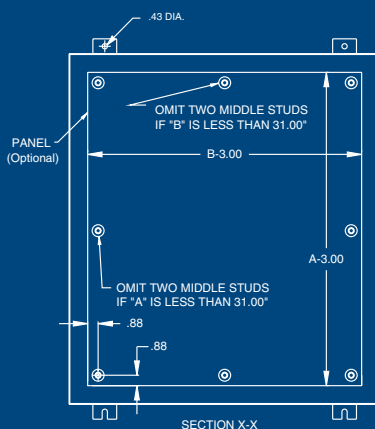 .43 DIA.
OMIT TWO MIDDLE STUDS
IF "B" IS LESS THAN 31.00"
PANEL
(Optional)
B-3.00
A-3.00
OMIT TWO MIDDLE STUDS
IF "A" IS LESS THAN 31.00"
.88
.88
SECTION X-X